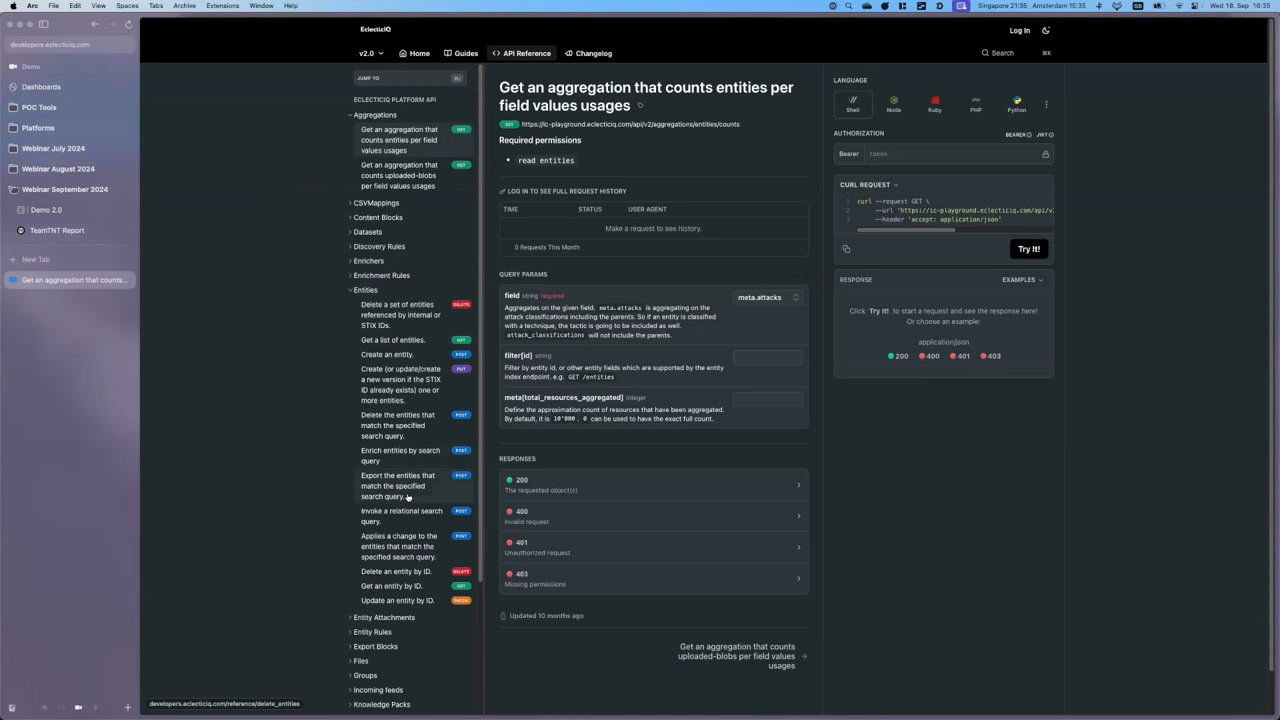 Arc File Edit View Spaces Tabs Archive Extensions Window Help
Singapore 21:35 Amsterdam 15:35
Wed 18. Sep 16:35
developers.eclecticiq.com
Demo
Dashboards
POC Tools
Platforms
Webinar July 2024
Webinar August 2024
Webinar September 2024
/ Demo 2.0
TeamTNT Report
+ New Tab
Get an aggregation that counts...
EclecticIQ
Log In
v2.0
Home
Guides
<> API Reference
Changelog
Search
⌘K
JUMP TO
⌘/
ECLECTICIQ PLATFORM API
Aggregations
Get an aggregation that GET
counts entities per field
values usages
Get an aggregation that GET
counts uploaded-blobs
per field values usages
CSVMappings
Content Blocks
Datasets
Discovery Rules
Enrichers
Enrichment Rules
Entities
Delete a set of entities DELETE
referenced by internal or
STIX IDs.
Get a list of entities. GET
Create an entity. POST
Create (or update/create PUT
a new version if the STIX
ID already exists) one or
more entities.
Delete the entities that POST
match the specified
search query.
Enrich entities by search POST
query
Export the entities that POST
match the specified
search query.
Invoke a relational search POST
query.
Applies a change to the POST
entities that match the
specified search query.
Delete an entity by ID. DELETE
Get an entity by ID. GET
Update an entity by ID. PATCH
Entity Attachments
Entity Rules
Export Blocks
Files
Groups
Incoming feeds
Knowledge Packs
developers.eclecticiq.com/reference/delete_entities
Get an aggregation that counts entities per
field values usages
GET https://ic-playground.eclecticiq.com/api/v2/aggregations/entities/counts
Required permissions
• read entities
LOG IN TO SEE FULL REQUEST HISTORY
TIME STATUS USER AGENT
Make a request to see history.
0 Requests This Month
QUERY PARAMS
field string required
meta.attacks
Aggregates on the given field. meta.attacks is aggregating on the
attack classifications including the parents. So if an entity is classified
with a technique, the tactic is going to be included as well.
attack_classifications will not include the parents.
filter[id] string
Filter by entity id, or other entity fields which are supported by the entity
index endpoint. e.g. GET /entities
meta[total_resources_aggregated] integer
Define the approximation count of resources that have been aggregated.
By default, it is 10'000, 0 can be used to have the exact full count.
RESPONSES
200
The requested object(s)
400
Invalid request
401
Unauthorized request
403
Missing permissions
Updated 10 months ago
Get an aggregation that counts
uploaded-blobs per field values
usages
LANGUAGE
Shell Node Ruby PHP Python
AUTHORIZATION
BEARER JWT
Bearer token
CURL REQUEST
1 curl --request GET \
2 --url 'https://ic-playground.eclecticiq.com/api/v
3 --header 'accept: application/json'
Try It!
RESPONSE
EXAMPLES
Click Try It! to start a request and see the response here!
Or choose an example:
application/json
200 400 401 403